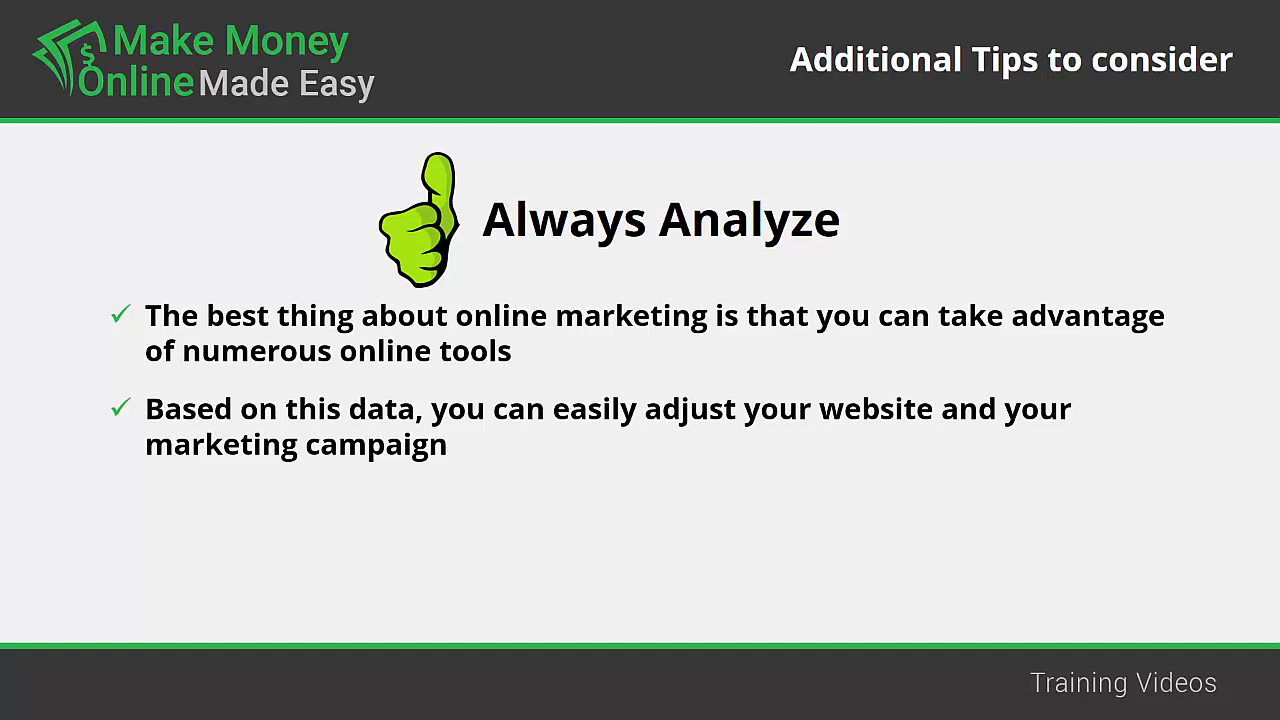 Make Money
Online Made Easy
Additional Tips to consider
$
Always Analyze
✓ The best thing about online marketing is that you can take advantage
of numerous online tools
✓ Based on this data, you can easily adjust your website and your
marketing campaign
Training Videos